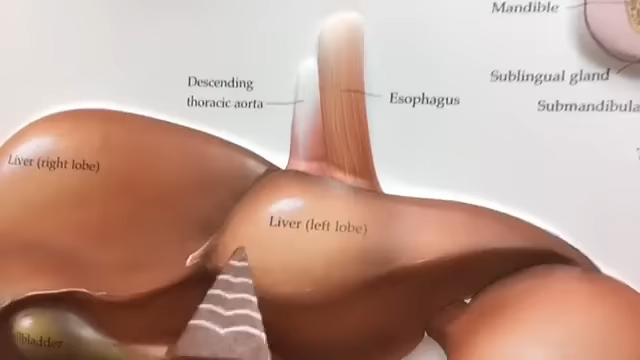 Mandible
Descending
thoracic aorta
Esophagus
Sublingual gland
Submandibula
Liver (right lobe)
Liver (left lobe)
llbladder